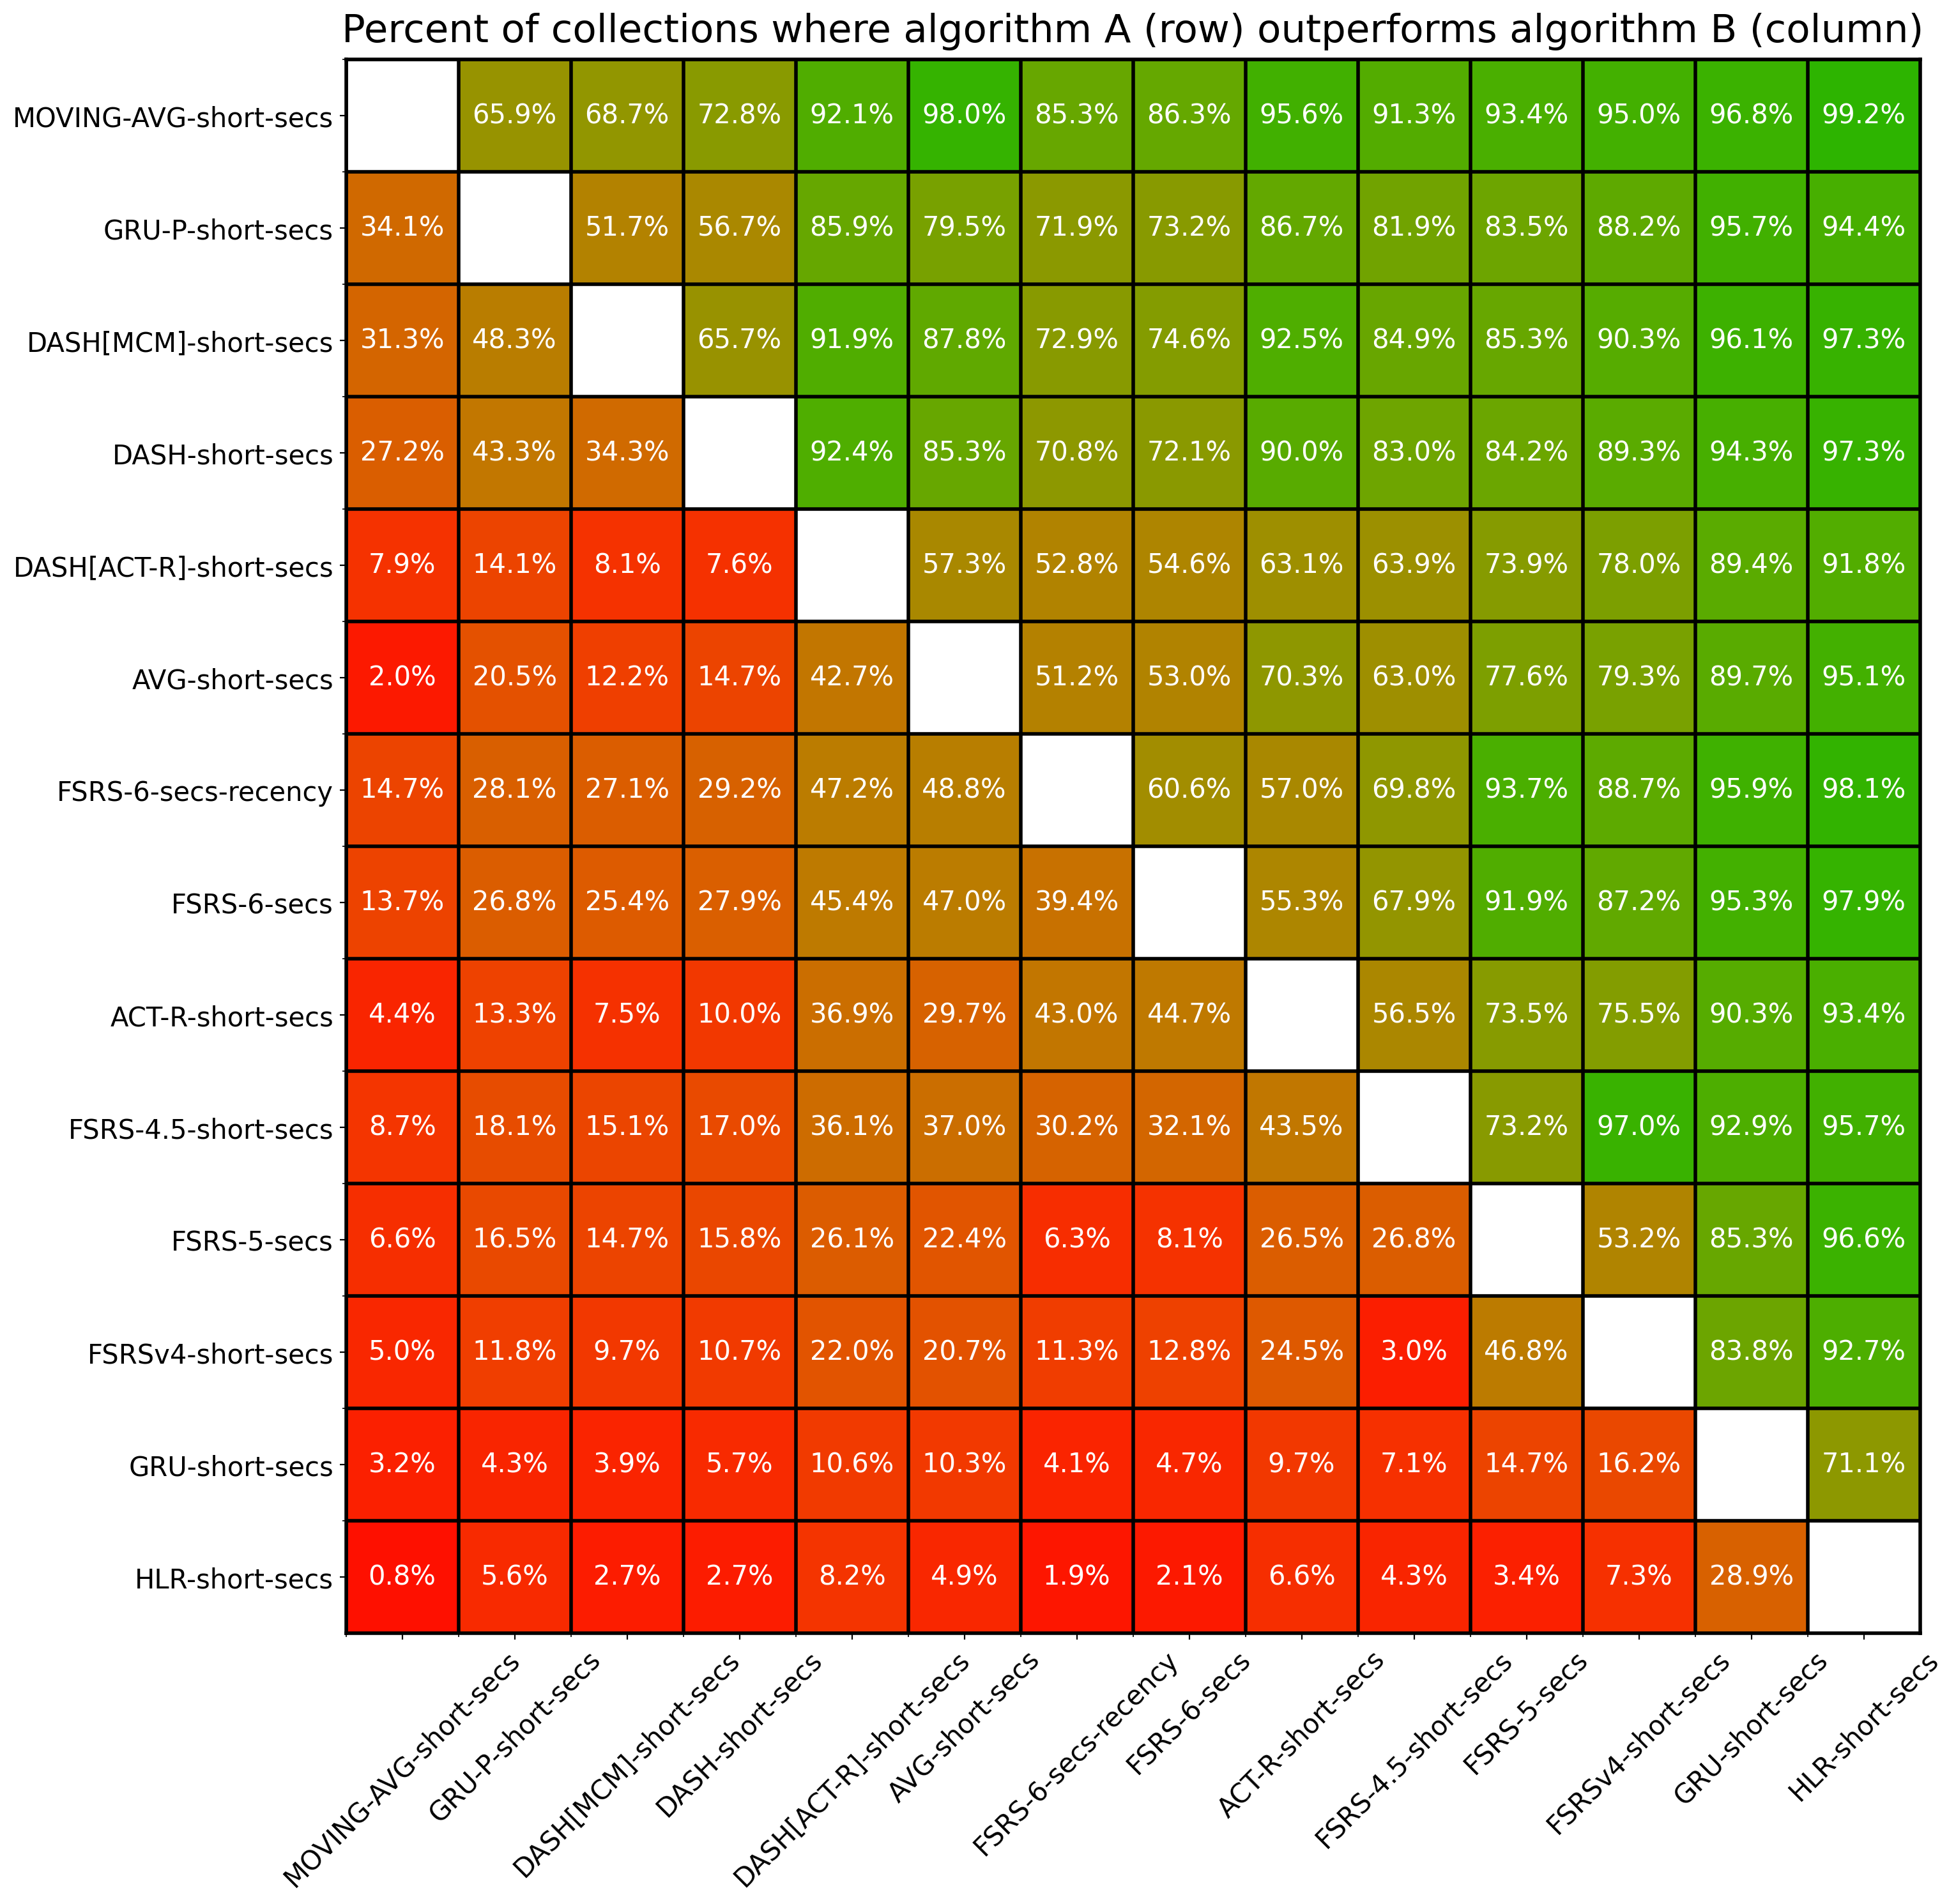 Percent of collections where algorithm A (row) outperforms algorithm B (column)
MOVING-AVG-short-secs 65.9% 68.7% 72.8% 92.1% 98.0% 85.3% 86.3% 95.6% 91.3% 93.4% 95.0% 96.8% 99.2%
GRU-P-short-secs 34.1% 51.7% 56.7% 85.9% 79.5% 71.9% 73.2% 86.7% 81.9% 83.5% 88.2% 95.7% 94.4%
DASH[MCM]-short-secs 31.3% 48.3% 65.7% 91.9% 87.8% 72.9% 74.6% 92.5% 84.9% 85.3% 90.3% 96.1% 97.3%
DASH-short-secs 27.2% 43.3% 34.3% 92.4% 85.3% 70.8% 72.1% 90.0% 83.0% 84.2% 89.3% 94.3% 97.3%
DASH[ACT-R]-short-secs 7.9% 14.1% 8.1% 7.6% 57.3% 52.8% 54.6% 63.1% 63.9% 73.9% 78.0% 89.4% 91.8%
AVG-short-secs 2.0% 20.5% 12.2% 14.7% 42.7% 51.2% 53.0% 70.3% 63.0% 77.6% 79.3% 89.7% 95.1%
FSRS-6-secs-recency 14.7% 28.1% 27.1% 29.2% 47.2% 48.8% 60.6% 57.0% 69.8% 93.7% 88.7% 95.9% 98.1%
FSRS-6-secs 13.7% 26.8% 25.4% 27.9% 45.4% 47.0% 39.4% 55.3% 67.9% 91.9% 87.2% 95.3% 97.9%
ACT-R-short-secs 4.4% 13.3% 7.5% 10.0% 36.9% 29.7% 43.0% 44.7% 56.5% 73.5% 75.5% 90.3% 93.4%
FSRS-4.5-short-secs 8.7% 18.1% 15.1% 17.0% 36.1% 37.0% 30.2% 32.1% 43.5% 73.2% 97.0% 92.9% 95.7%
FSRS-5-secs 6.6% 16.5% 14.7% 15.8% 26.1% 22.4% 6.3% 8.1% 26.5% 26.8% 53.2% 85.3% 96.6%
FSRSv4-short-secs 5.0% 11.8% 9.7% 10.7% 22.0% 20.7% 11.3% 12.8% 24.5% 3.0% 46.8% 83.8% 92.7%
GRU-short-secs 3.2% 4.3% 3.9% 5.7% 10.6% 10.3% 4.1% 4.7% 9.7% 7.1% 14.7% 16.2% 71.1%
HLR-short-secs 0.8% 5.6% 2.7% 2.7% 8.2% 4.9% 1.9% 2.1% 6.6% 4.3% 3.4% 7.3% 28.9%
MOVING-AVG-short-secs
GRU-P-short-secs
DASH[MCM]-short-secs
DASH-short-secs
DASH[ACT-R]-short-secs
AVG-short-secs
FSRS-6-secs-recency
FSRS-6-secs
ACT-R-short-secs
FSRS-4.5-short-secs
FSRS-5-secs
FSRSv4-short-secs
GRU-short-secs
HLR-short-secs